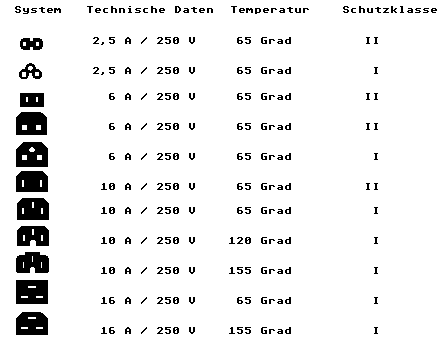 System Technische Daten Temperatur Schutzklasse
2,5 A / 250 V 65 Grad II
2,5 A / 250 V 65 Grad I
6 A / 250 V 65 Grad II
6 A / 250 V 65 Grad II
6 A / 250 V 65 Grad I
10 A / 250 V 65 Grad II
10 A / 250 V 65 Grad I
10 A / 250 V 120 Grad I
10 A / 250 V 155 Grad I
16 A / 250 V 65 Grad I
16 A / 250 V 155 Grad I